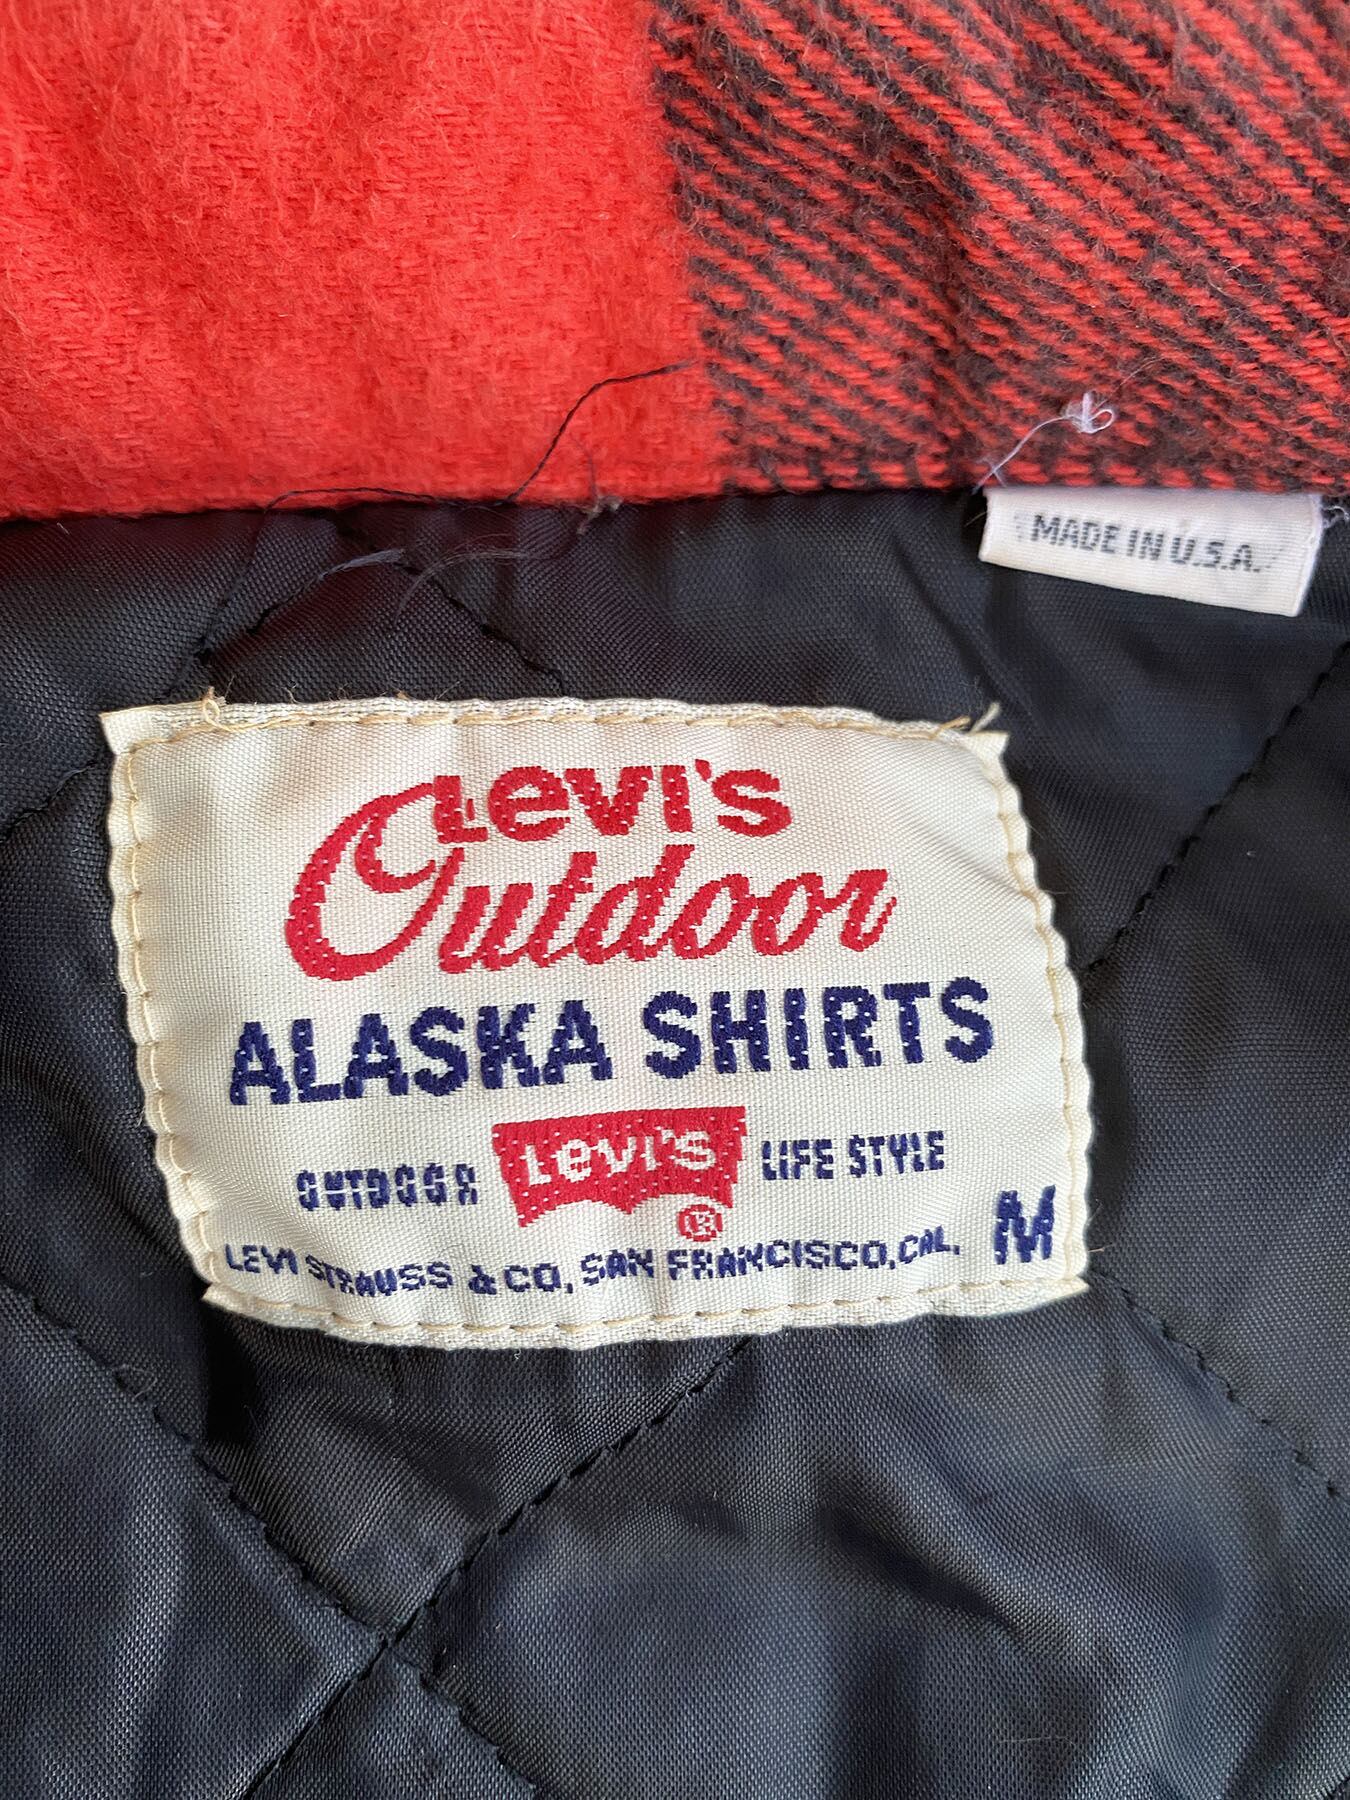 MADE IN U.S.A.
Levi's
Outdoor
ALASKA SHIRTS
OUTDOOR Levi's LIFE STYLE
®
LEVI STRAUSS & CO, SAN FRANCISCO, CAL. M